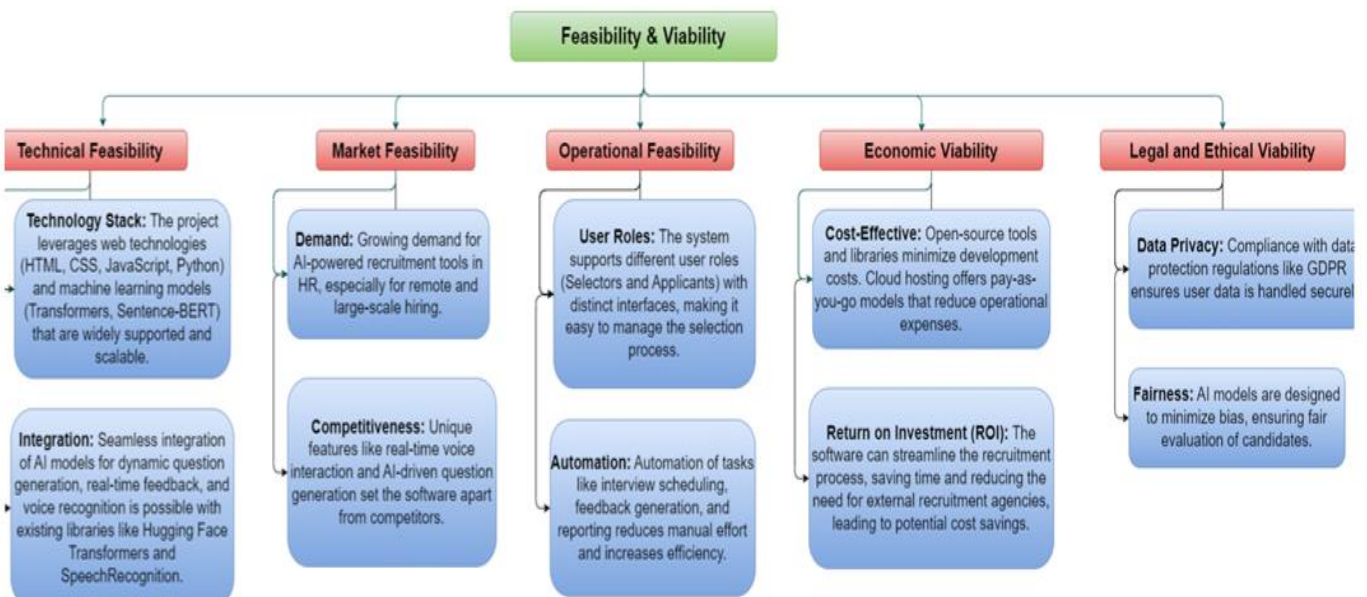 Feasibility & Viability
Technical Feasibility
Technology Stack: The project
leverages web technologies
(HTML, CSS, JavaScript, Python)
and machine learning models
(Transformers, Sentence-BERT)
that are widely supported and
scalable.
Integration: Seamless integration
of AI models for dynamic question
generation, real-time feedback, and
voice recognition is possible with
existing libraries like Hugging Face
Transformers and
SpeechRecognition.
Market Feasibility
Demand: Growing demand for
AI-powered recruitment tools in
HR, especially for remote and
large-scale hiring.
Competitiveness: Unique
features like real-time voice
interaction and AI-driven question
generation set the software apart
from competitors.
Operational Feasibility
User Roles: The system
supports different user roles
(Selectors and Applicants) with
distinct interfaces, making it
easy to manage the selection
process.
Automation: Automation of tasks
like interview scheduling,
feedback generation, and
reporting reduces manual effort
and increases efficiency.
Economic Viability
Cost-Effective: Open-source tools
and libraries minimize development
costs. Cloud hosting offers pay-as-
you-go models that reduce operational
expenses.
Return on Investment (ROI): The
software can streamline the recruitment
process, saving time and reducing the
need for external recruitment agencies,
leading to potential cost savings.
Legal and Ethical Viability
Data Privacy: Compliance with data
protection regulations like GDPR
ensures user data is handled securel
Fairness: AI models are designed
to minimize bias, ensuring fair
evaluation of candidates.